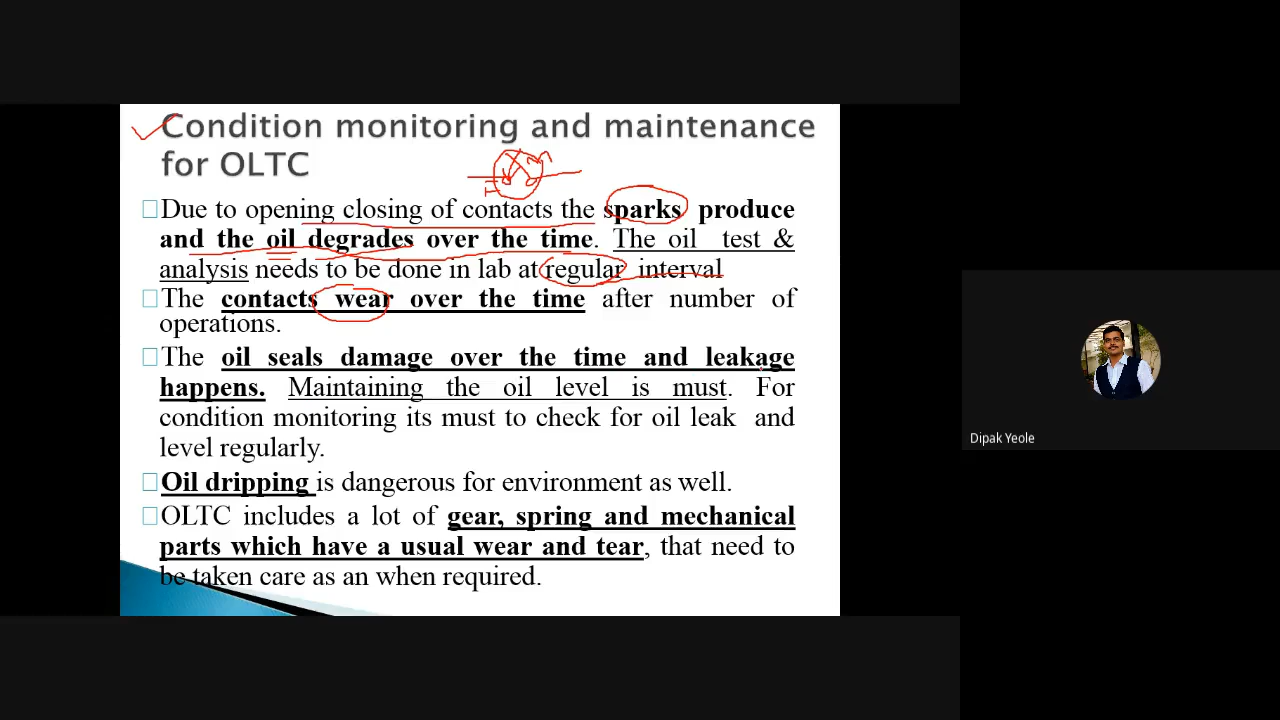 Condition monitoring and maintenance
for OLTC
Due to opening closing of contacts the sparks produce
and the oil degrades over the time. The oil test &
analysis needs to be done in lab at regular interval
The contacts wear over the time after number of
operations.
The oil seals damage over the time and leakage
happens. Maintaining the oil level is must. For
condition monitoring its must to check for oil leak and
level regularly.
Oil dripping is dangerous for environment as well.
OLTC includes a lot of gear, spring and mechanical
parts which have a usual wear and tear, that need to
be taken care as an when required.
Dipak Yeole